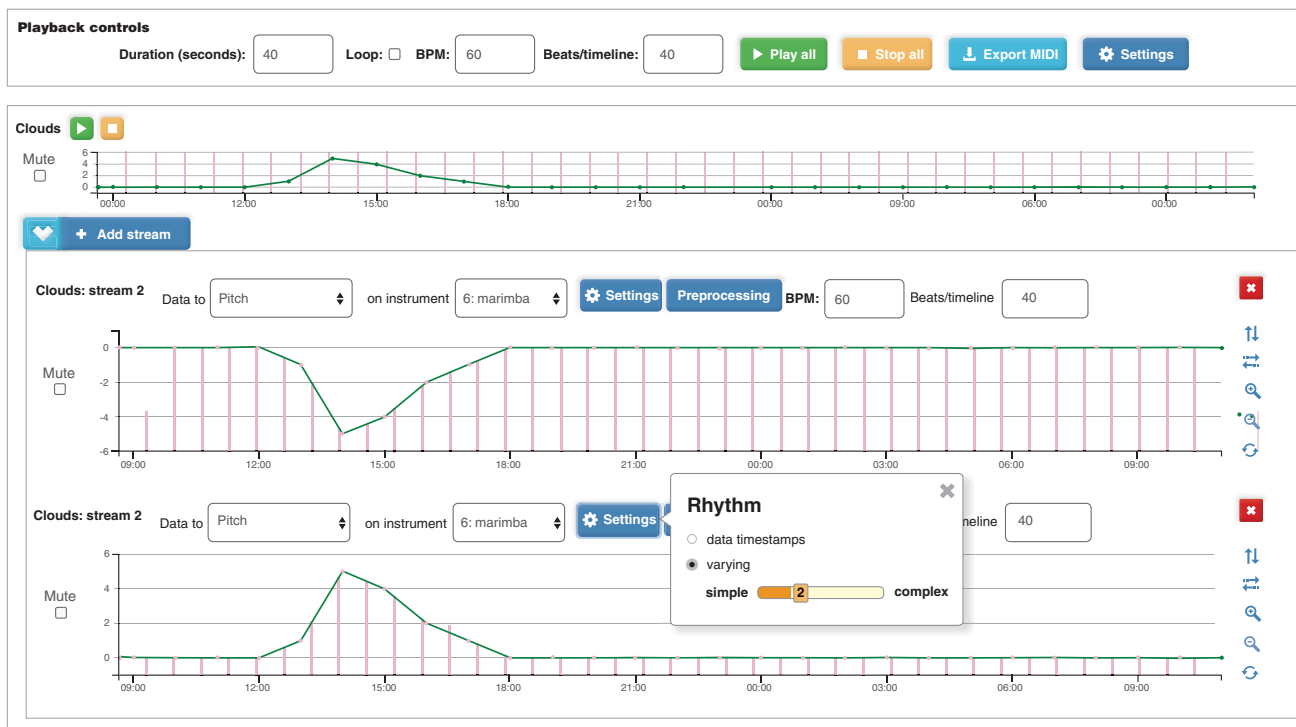 Playback controls
Duration (seconds): 40 Loop: BPM: 60 Beats/timeline: 40 Play all Stop all Export MIDI Settings
Clouds
Mute
6
4
2
0
00:00 12:00 15:00 18:00 21:00 00:00 09:00 06:00 00:00
+ Add stream
Clouds: stream 2 Data to Pitch on instrument 6: marimba Settings Preprocessing BPM: 60 Beats/timeline 40
Mute
0
-2
-4
-6
09:00 12:00 15:00 18:00 21:00 00:00 03:00 06:00 09:00
Clouds: stream 2 Data to Pitch on instrument 6: marimba Settings meline 40
Rhythm
data timestamps
varying
simple 2 complex
Mute
6
4
2
0
09:00 12:00 15:00 18:00 21:00 00:00 03:00 06:00 09:00